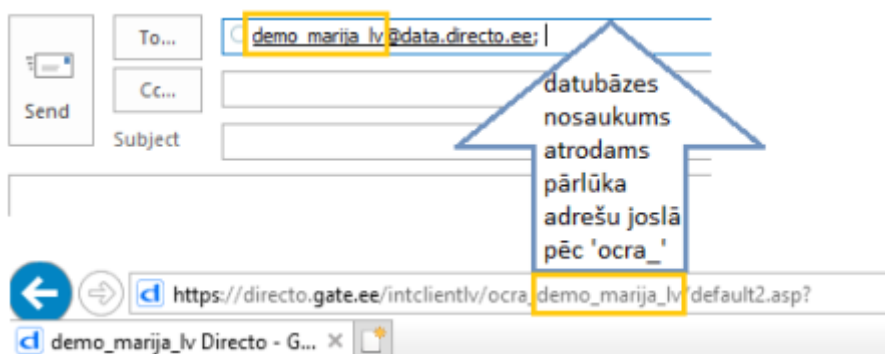 To...
demo_marija_lv@data.directo.ee;
Cc...
Send
Subject
datubāzes
nosaukums
atrodams
pārlūka
adrešu joslā
pēc 'ocra_'
https://directo.gate.ee/intclientlv/ocra_demo_marija_lv/default2.asp?
demo_marija_lv Directo - G...